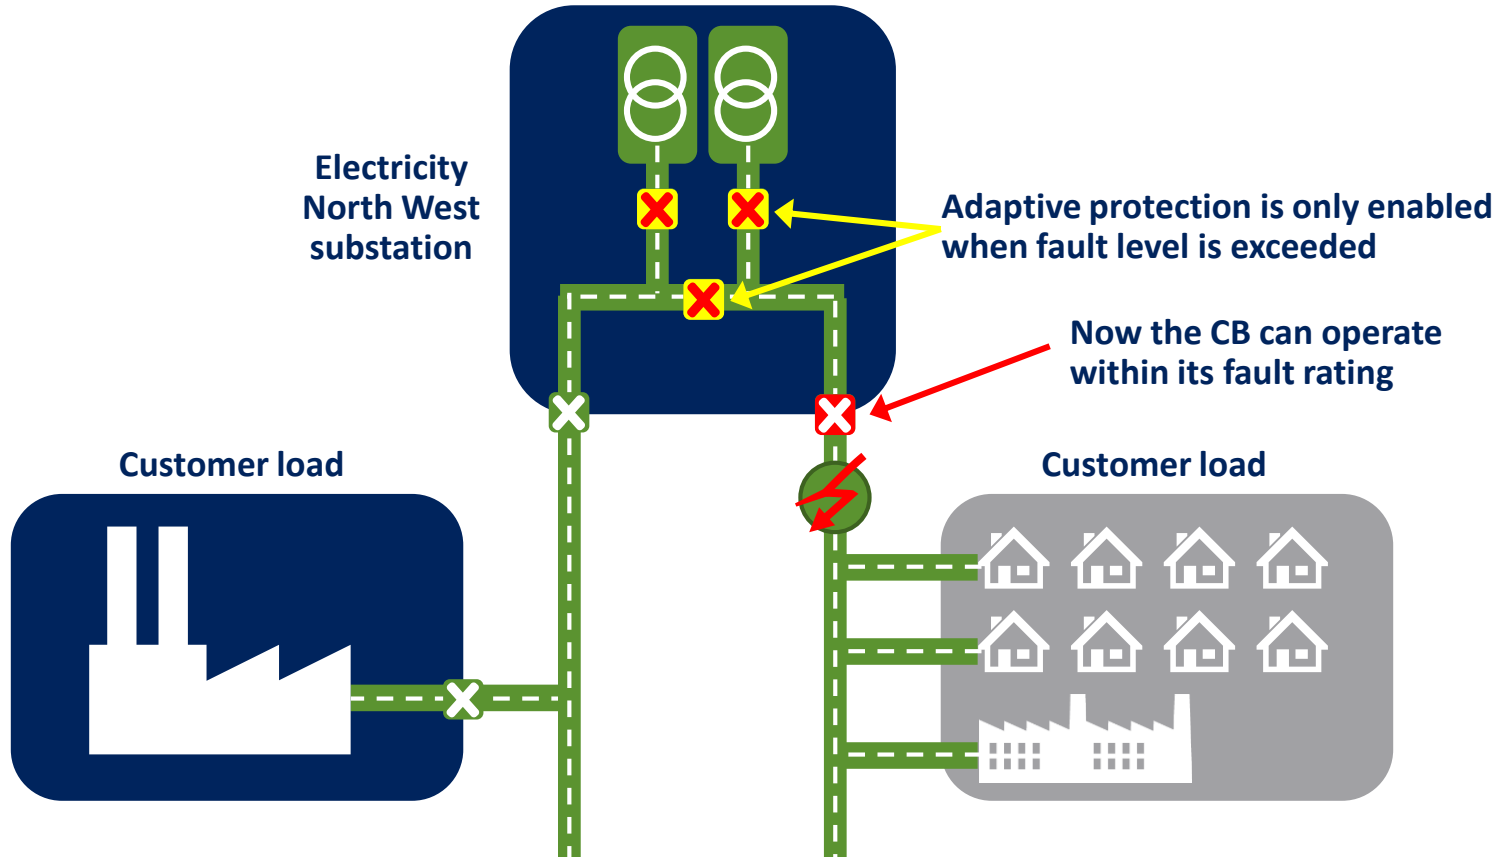 Electricity
North West
substation
Adaptive protection is only enabled
when fault level is exceeded
Now the CB can operate
within its fault rating
Customer load
Customer load